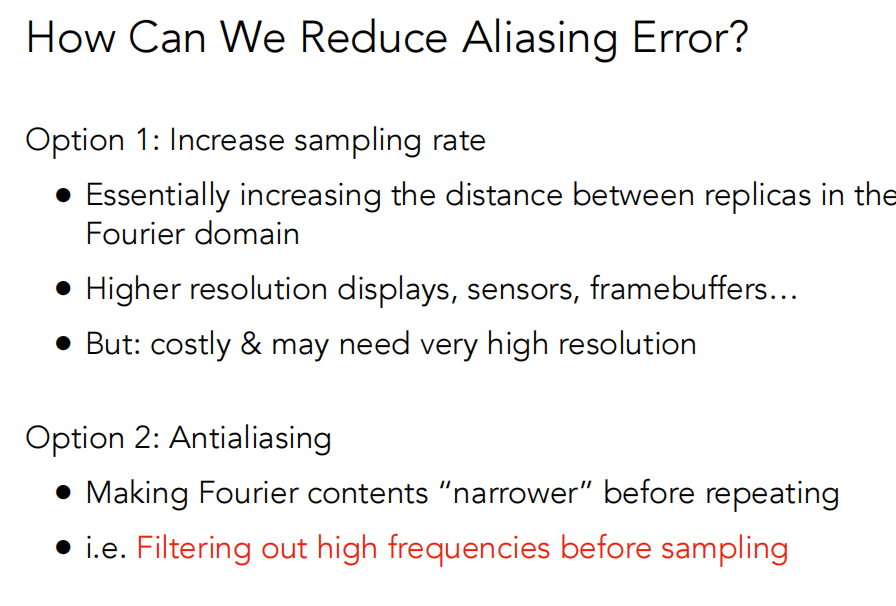 How Can We Reduce Aliasing Error?
Option 1: Increase sampling rate
● Essentially increasing the distance between replicas in the
Fourier domain
● Higher resolution displays, sensors, framebuffers…
● But: costly & may need very high resolution
Option 2: Antialiasing
● Making Fourier contents “narrower” before repeating
● i.e. Filtering out high frequencies before sampling